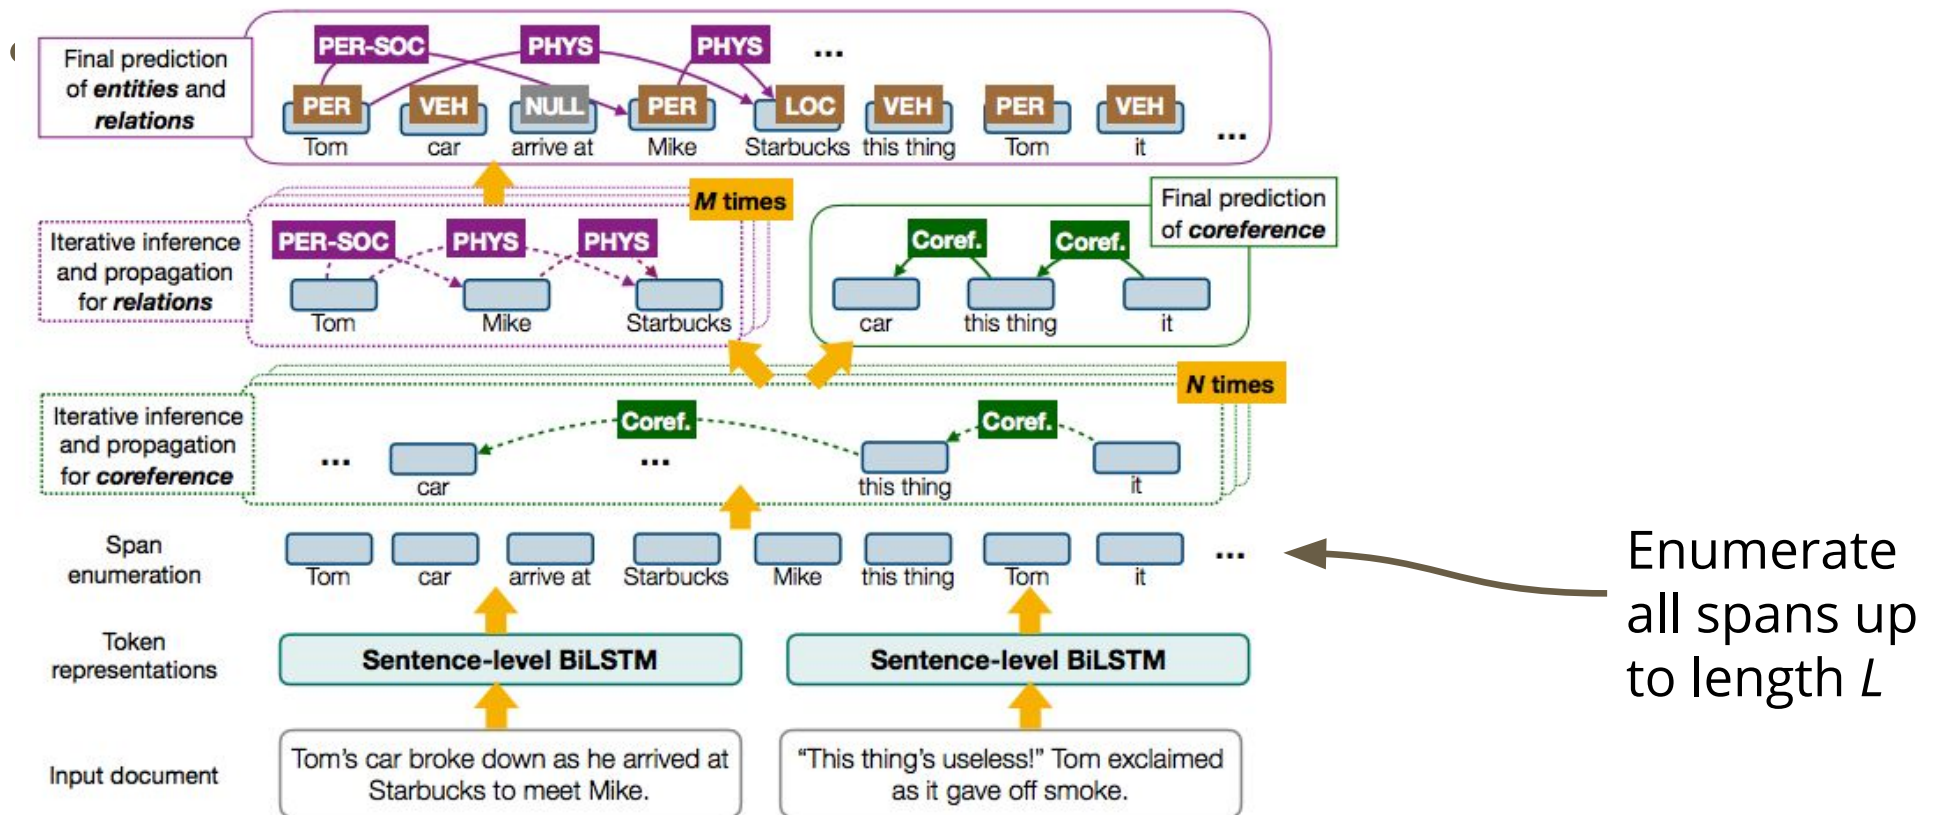 Final prediction
of entities and
relations
PER-SOC PHYS PHYS ...
PER VEH NULL PER LOC VEH PER VEH
Tom car arrive at Mike Starbucks this thing Tom it ...
Iterative inference
and propagation
for relations
M times
PER-SOC PHYS PHYS
Tom Mike Starbucks
Final prediction
of coreference
Coref. Coref.
car this thing it
Iterative inference
and propagation
for coreference
N times
Coref. Coref.
... ...
car this thing it
Span
enumeration
Tom car arrive at Starbucks Mike this thing Tom it ...
Enumerate
all spans up
to length L
Token
representations
Sentence-level BiLSTM Sentence-level BiLSTM
Input document
Tom's car broke down as he arrived at
Starbucks to meet Mike.
“This thing's useless!” Tom exclaimed
as it gave off smoke.